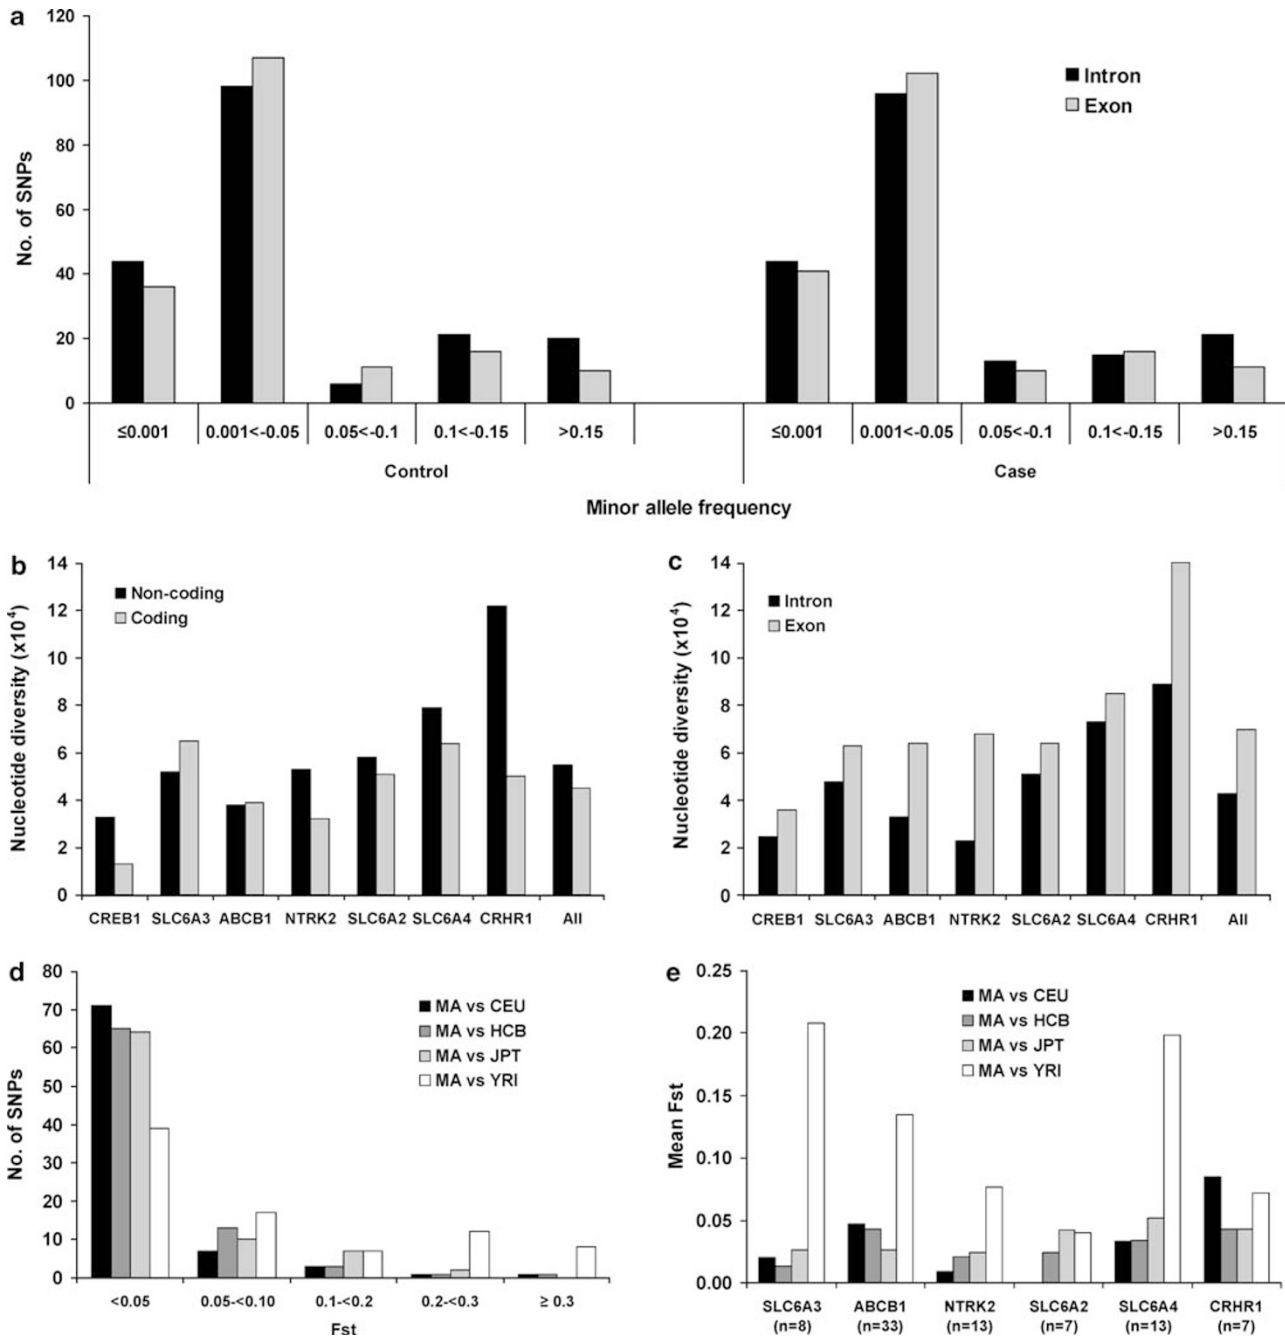 a
120
100
80
60
40
20
0
No. of SNPs
Intron
Exon
≤0.001 0.001<-0.05 0.05<-0.1 0.1<-0.15 >0.15 ≤0.001 0.001<-0.05 0.05<-0.1 0.1<-0.15 >0.15
Control Case
Minor allele frequency
b
14
12
10
8
6
4
2
0
Nucleotide diversity (x10⁴)
Non-coding
Coding
CREB1 SLC6A3 ABCB1 NTRK2 SLC6A2 SLC6A4 CRHR1 All
c
14
12
10
8
6
4
2
0
Nucleotide diversity (x10⁴)
Intron
Exon
CREB1 SLC6A3 ABCB1 NTRK2 SLC6A2 SLC6A4 CRHR1 All
d
80
70
60
50
40
30
20
10
0
No. of SNPs
MA vs CEU
MA vs HCB
MA vs JPT
MA vs YRI
<0.05 0.05-<0.10 0.1-<0.2 0.2-<0.3 ≥ 0.3
Fst
e
0.25
0.20
0.15
0.10
0.05
0.00
Mean Fst
MA vs CEU
MA vs HCB
MA vs JPT
MA vs YRI
SLC6A3 ABCB1 NTRK2 SLC6A2 SLC6A4 CRHR1
(n=8) (n=33) (n=13) (n=7) (n=13) (n=7)